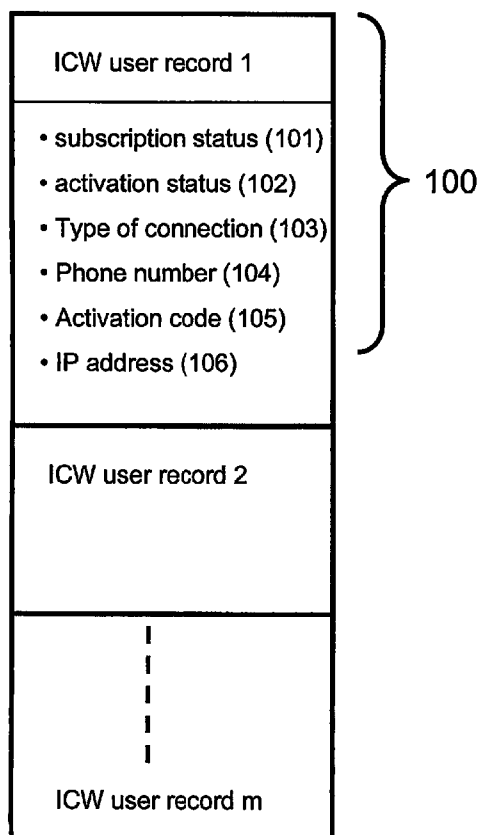 ICW user record 1
• subscription status (101)
• activation status (102)
• Type of connection (103)
• Phone number (104)
• Activation code (105)
• IP address (106)
100
ICW user record 2
ICW user record m